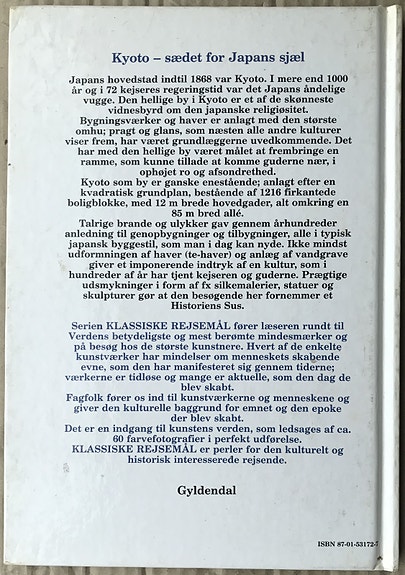 Kyoto – sædet for Japans sjæl
Japans hovedstad indtil 1868 var Kyoto. I mere end 1000
år og i 72 kejseres regeringstid var det Japans åndelige
vugge. Den hellige by i Kyoto er et af de skønneste
vidnesbyrd om den japanske religiøsitet.
Bygningsværker og haver er anlagt med den største
omhu; pragt og glans, som næsten alle andre kulturer
viser frem, har været grundlæggerne uvedkommende. Det
har med den hellige by været målet at frembringe en
ramme, som kunne tillade at komme guderne nær, i
ophøjet ro og afsondrethed.
Kyoto som by er ganske enestående; anlagt efter en
kvadratisk grundplan, bestående af 1216 firkantede
boligblokke, med 12 m brede hovedgader, alt omkring en
85 m bred allé.
Talrige brande og ulykker gav gennem århundreder
anledning til genopbygninger og tilbygninger, alle i typisk
japansk byggestil, som man i dag kan nyde. Ikke mindst
udformningen af haver (te-haver) og anlæg af vandgrave
giver et imponerende indtryk af en kultur, som i
hundreder af år har tjent kejseren og guderne. Prægtige
udsmykninger i form af fx silkemalerier, statuer og
skulpturer gør at den besøgende her fornemmer et
Historiens Sus.
Serien KLASSISKE REJSEMÅL fører læseren rundt til
Verdens betydeligste og mest berømte mindesmærker og
på besøg hos de største kunstnere. Hvert af de enkelte
kunstværker har mindelser om menneskets skabende
evne, som den har manifesteret sig gennem tiderne;
værkerne er tidløse og mange er aktuelle, som den dag de
blev skabt.
Fagfolk fører os ind til kunstværkerne og menneskene og
giver den kulturelle baggrund for emnet og den epoke
der blev skabt.
Det er en indgang til kunstens verden, som ledsages af ca.
60 farvefotografier i perfekt udførelse.
KLASSISKE REJSEMÅL er perler for den kulturelt og
historisk interesserede rejsende.
Gyldendal
ISBN 87-01-53172-7